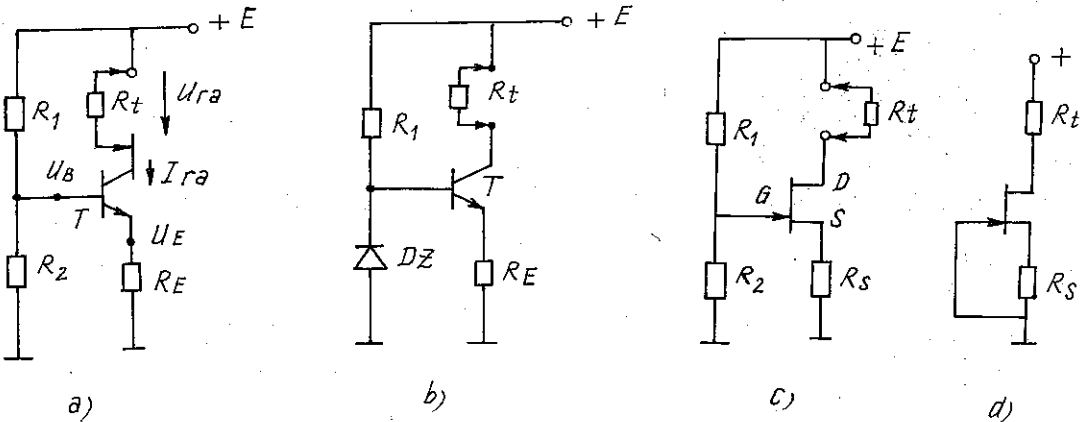 + E
R1
Rt
Ura
UB
Ira
T
UE
R2
RE
a)
+ E
R1
Rt
T
DZ
RE
b)
+ E
R1
Rt
G
D
S
R2
Rs
c)
+
Rt
Rs
d)